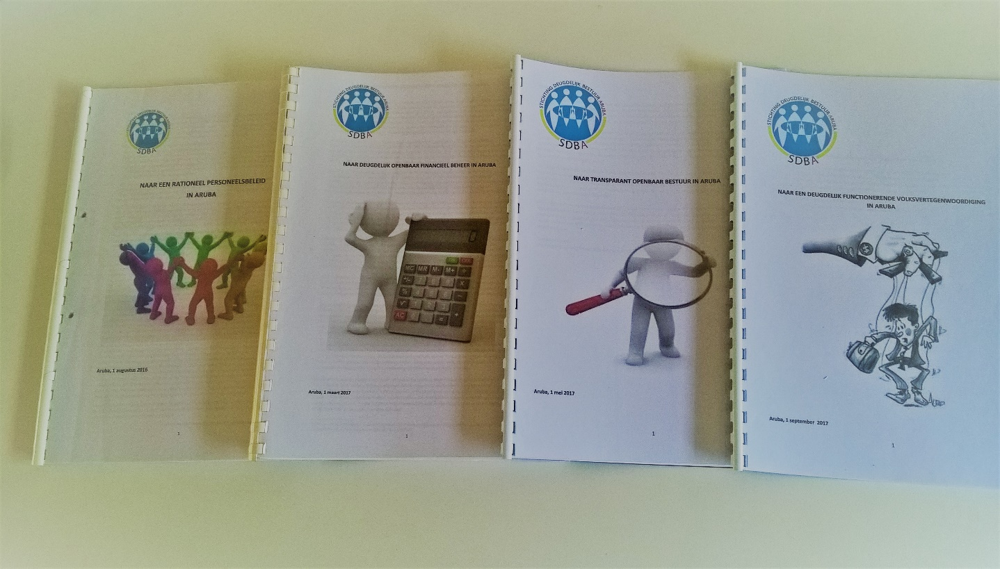 STICHTING DEUGDELIJK BESTUUR ARUBA
SDBA
NAAR EEN RATIONEEL PERSONEELSBELEID
IN ARUBA
Aruba, 1 augustus 2016
1
STICHTING DEUGDELIJK BESTUUR ARUBA
SDBA
NAAR DEUGDELIJK OPENBAAR FINANCIEEL BEHEER IN ARUBA
MC MR M- M+
AC
Aruba, 1 maart 2017
1
STICHTING DEUGDELIJK BESTUUR ARUBA
SDBA
NAAR TRANSPARANT OPENBAAR BESTUUR IN ARUBA
Aruba, 1 mei 2017
1
STICHTING DEUGDELIJK BESTUUR ARUBA
SDBA
NAAR EEN DEUGDELIJK FUNCTIONERENDE VOLKSVERTEGENWOORDIGING
IN ARUBA
Aruba, 1 september 2017
1